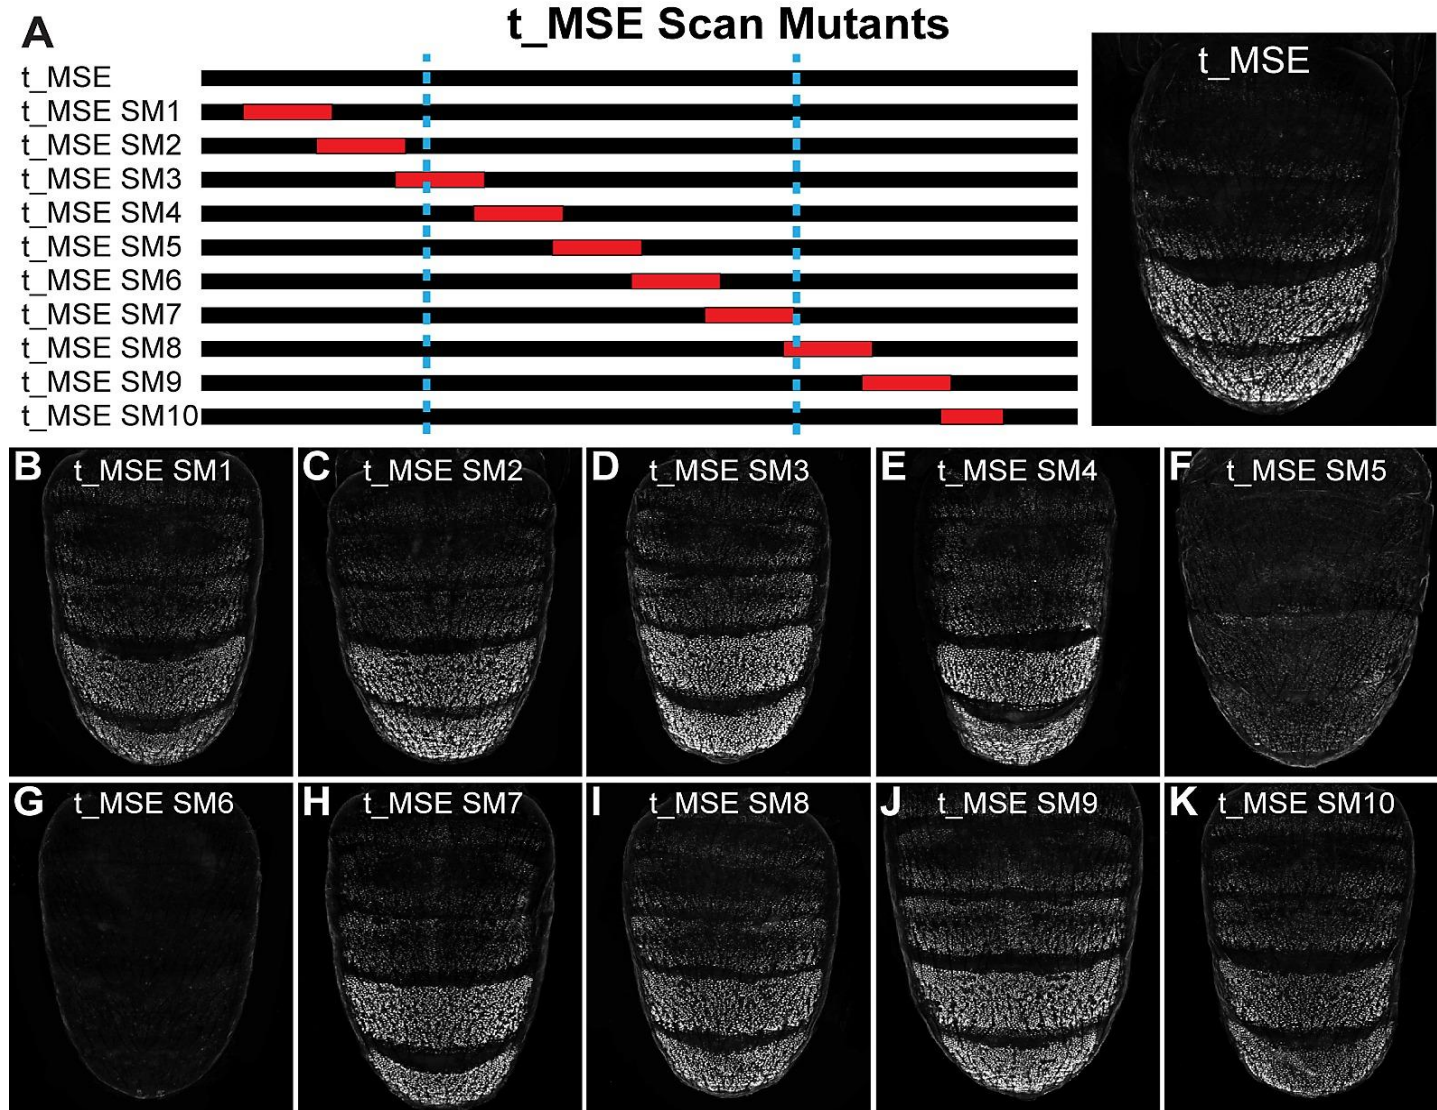 A
t_MSE Scan Mutants
t_MSE
t_MSE SM1
t_MSE SM2
t_MSE SM3
t_MSE SM4
t_MSE SM5
t_MSE SM6
t_MSE SM7
t_MSE SM8
t_MSE SM9
t_MSE SM10
t_MSE
B t_MSE SM1
C t_MSE SM2
D t_MSE SM3
E t_MSE SM4
F t_MSE SM5
G t_MSE SM6
H t_MSE SM7
I t_MSE SM8
J t_MSE SM9
K t_MSE SM10